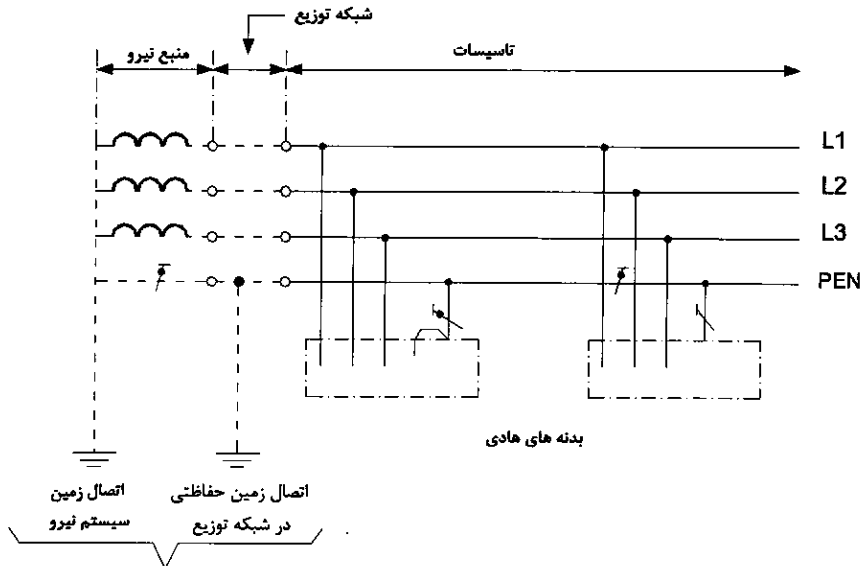 شبکه توزیع
منبع نیرو
تاسیسات
L1
L2
L3
PEN
بدنه های هادی
اتصال زمین
سیستم نیرو
اتصال زمین حفاظتی
در شبکه توزیع